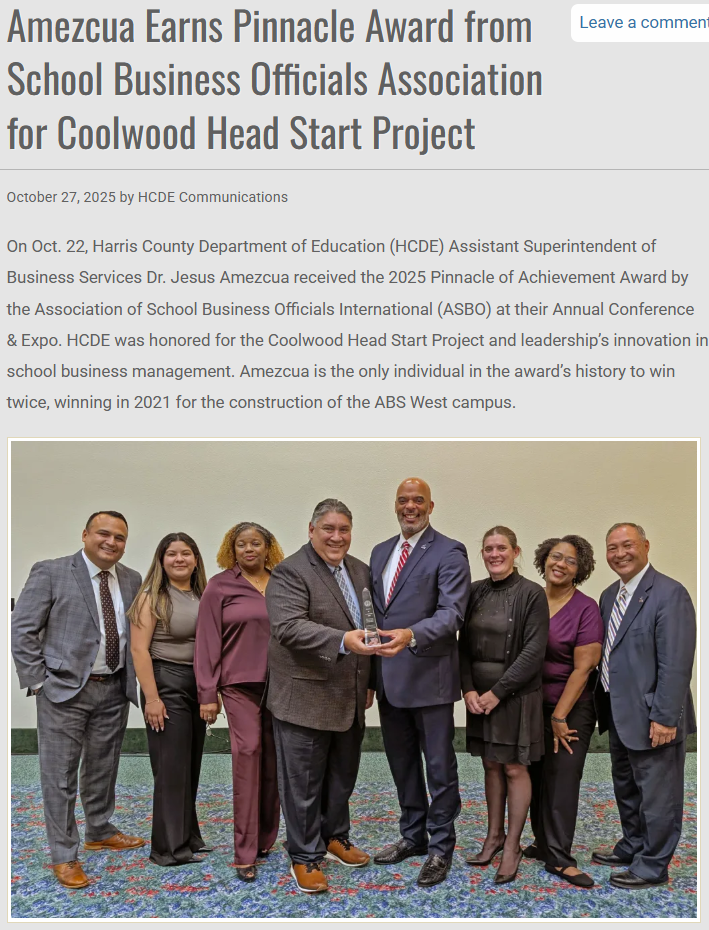 Amezcua Earns Pinnacle Award from
School Business Officials Association
for Coolwood Head Start Project
Leave a comment
October 27, 2025 by HCDE Communications
On Oct. 22, Harris County Department of Education (HCDE) Assistant Superintendent of
Business Services Dr. Jesus Amezcua received the 2025 Pinnacle of Achievement Award by
the Association of School Business Officials International (ASBO) at their Annual Conference
& Expo. HCDE was honored for the Coolwood Head Start Project and leadership’s innovation in
school business management. Amezcua is the only individual in the award’s history to win
twice, winning in 2021 for the construction of the ABS West campus.